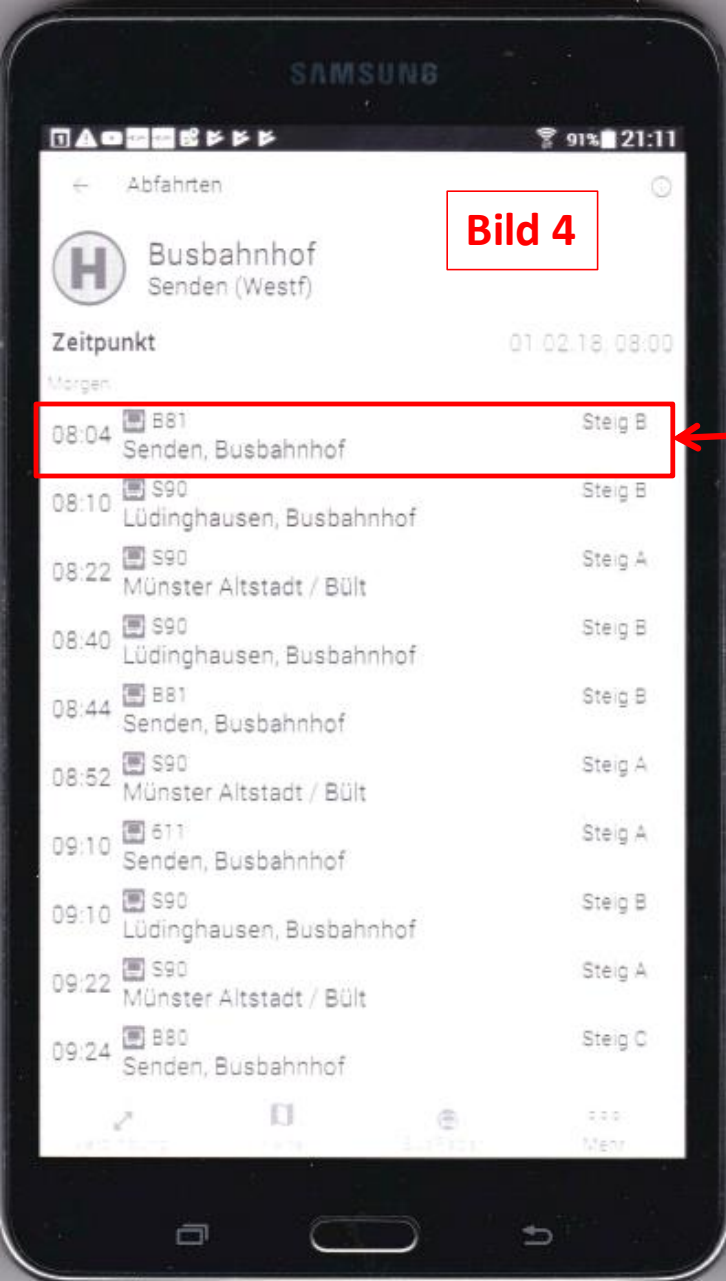 SAMSUNG
91% 21:11
← Abfahrten
Bild 4
H
Busbahnhof
Senden (Westf)
Zeitpunkt 01.02.18, 08:00
Morgen
08:04 B81 Steig B
Senden, Busbahnhof
08:10 S90 Steig B
Lüdinghausen, Busbahnhof
08:22 S90 Steig A
Münster Altstadt / Bült
08:40 S90 Steig B
Lüdinghausen, Busbahnhof
08:44 B81 Steig B
Senden, Busbahnhof
08:52 S90 Steig A
Münster Altstadt / Bült
09:10 611 Steig A
Senden, Busbahnhof
09:10 S90 Steig B
Lüdinghausen, Busbahnhof
09:22 S90 Steig A
Münster Altstadt / Bült
09:24 B80 Steig C
Senden, Busbahnhof
Mehr